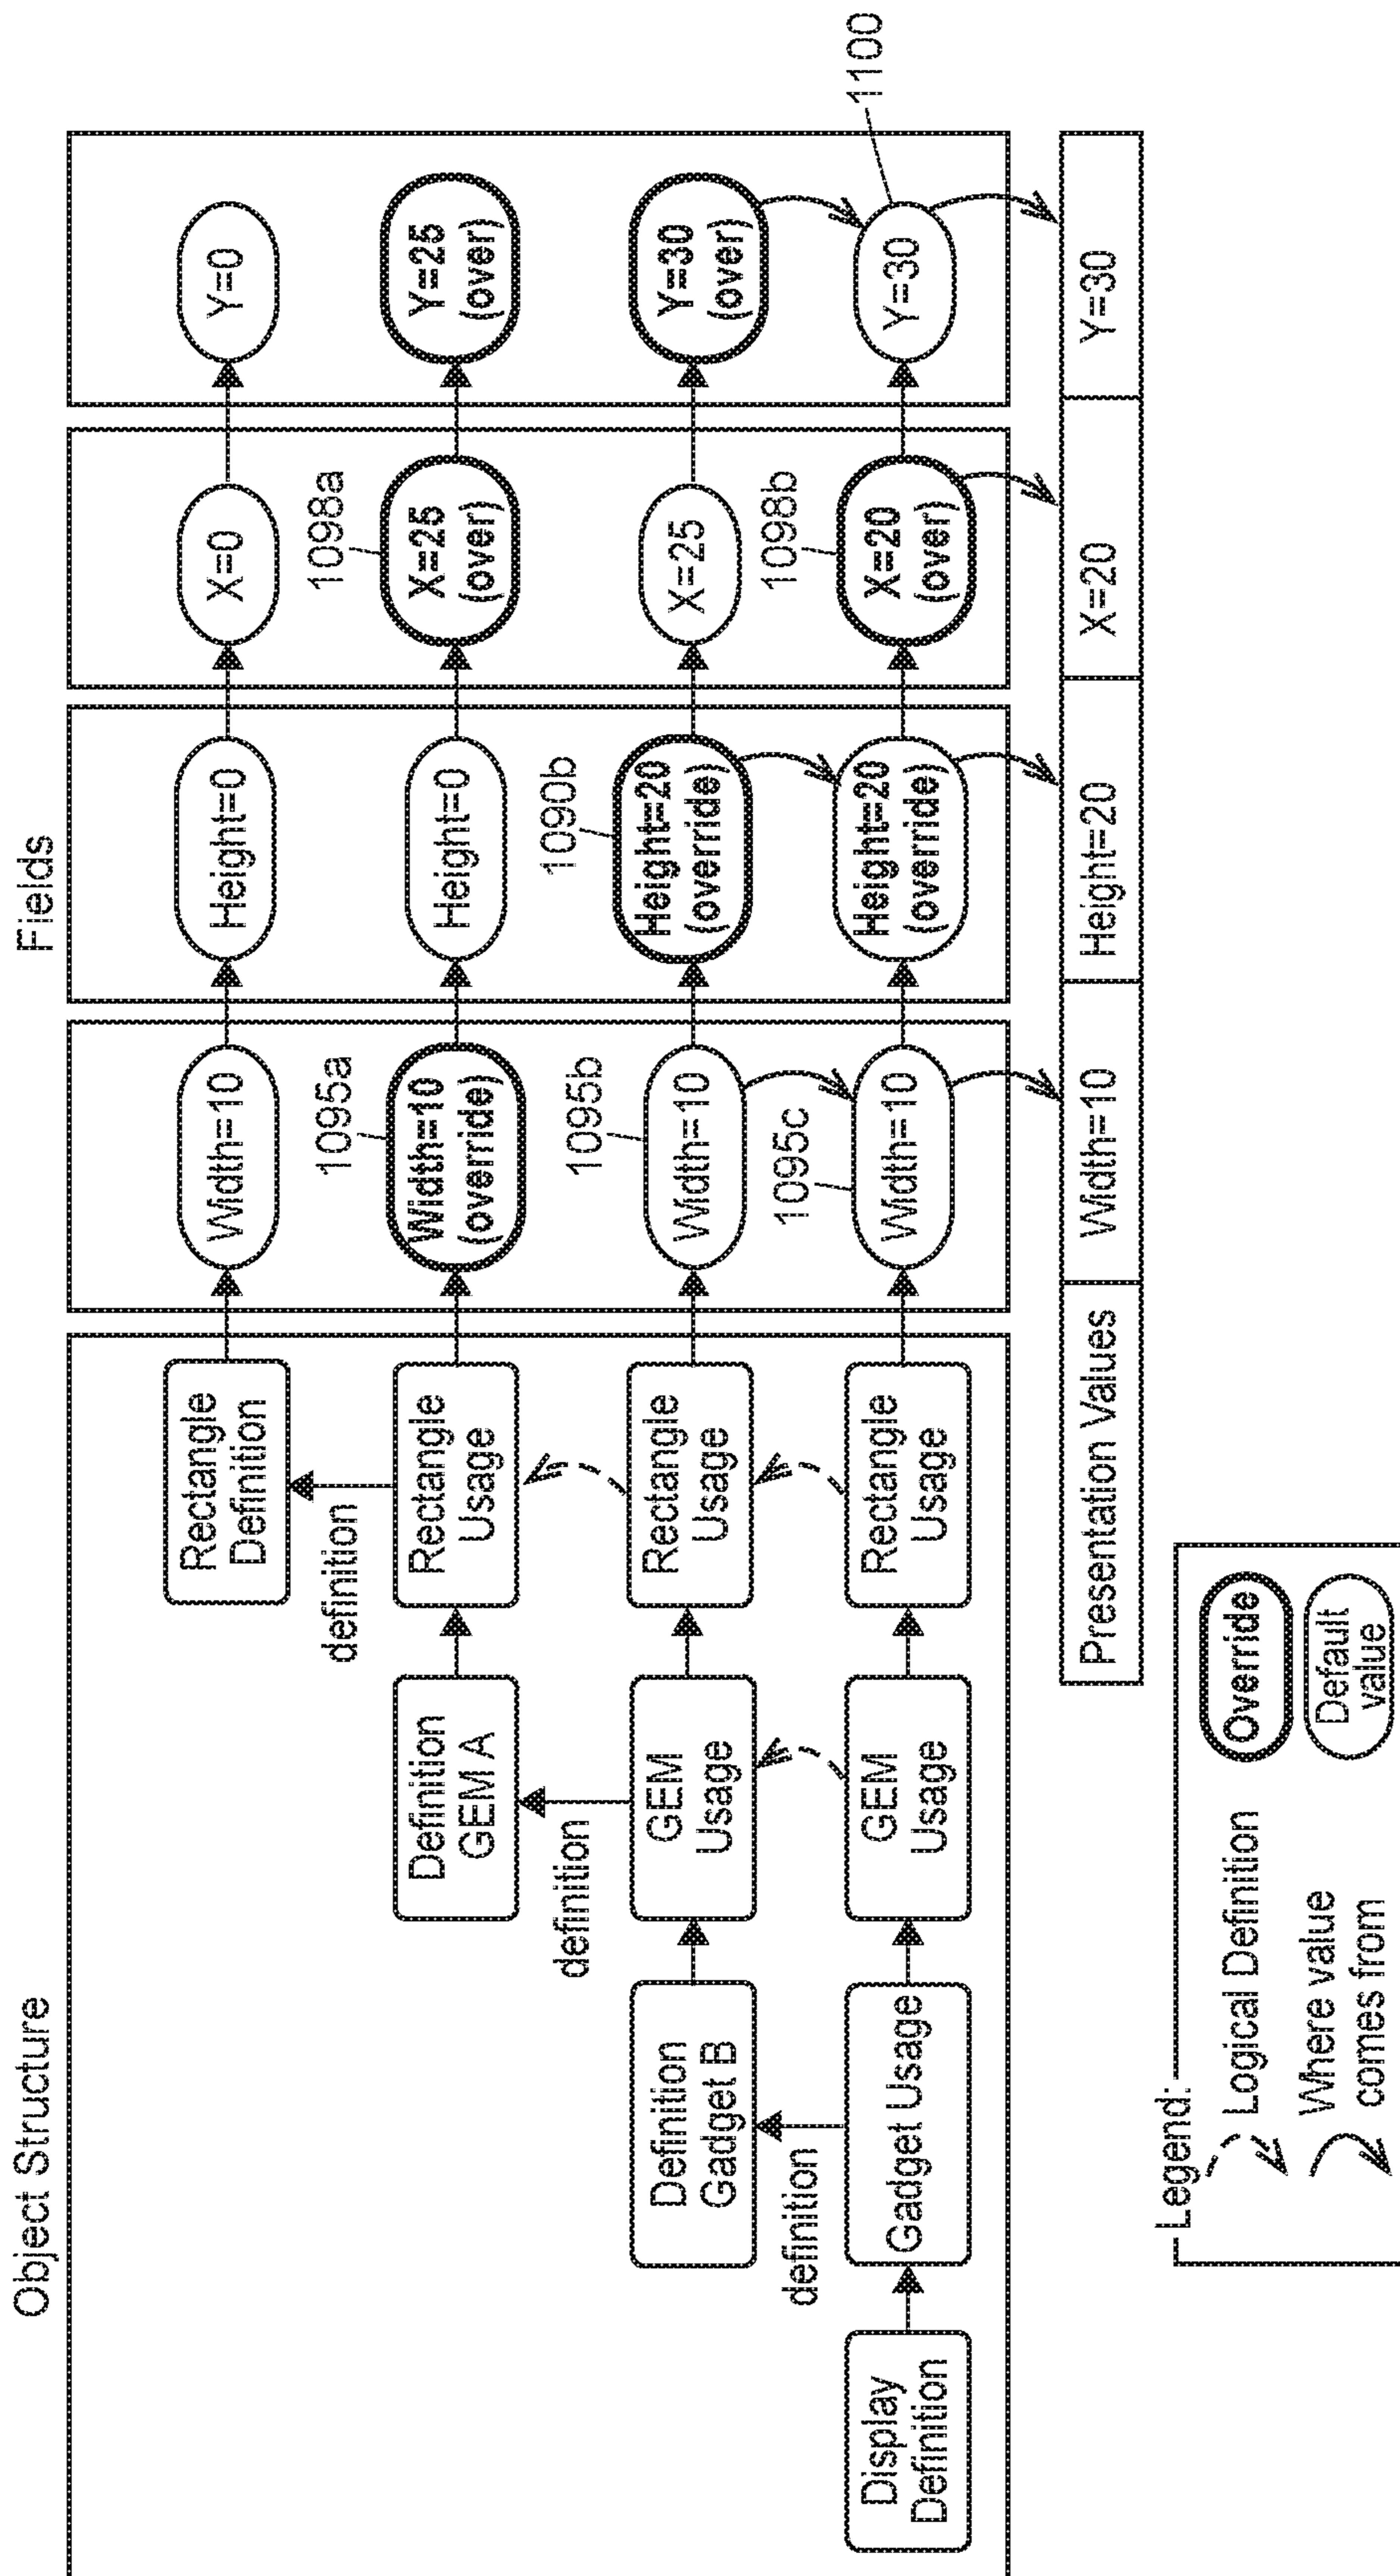 Object Structure
Fields
Rectangle
Definition
Width=10
Height=0
X=0
Y=0
definition
1095a
1098a
Definition
GEM A
Rectangle
Usage
Width=10
(override)
Height=0
X=25
(over)
Y=25
(over)
definition
1095b
1090b
Definition
Gadget B
GEM
Usage
Rectangle
Usage
Width=10
Height=20
(override)
X=25
Y=30
(over)
definition
1095c
1098b
1100
Display
Definition
Gadget Usage
GEM
Usage
Rectangle
Usage
Width=10
Height=20
(override)
X=20
(over)
Y=30
Presentation Values
Width=10
Height=20
X=20
Y=30
Legend:
Logical Definition
Override
Where value
comes from
Default
value